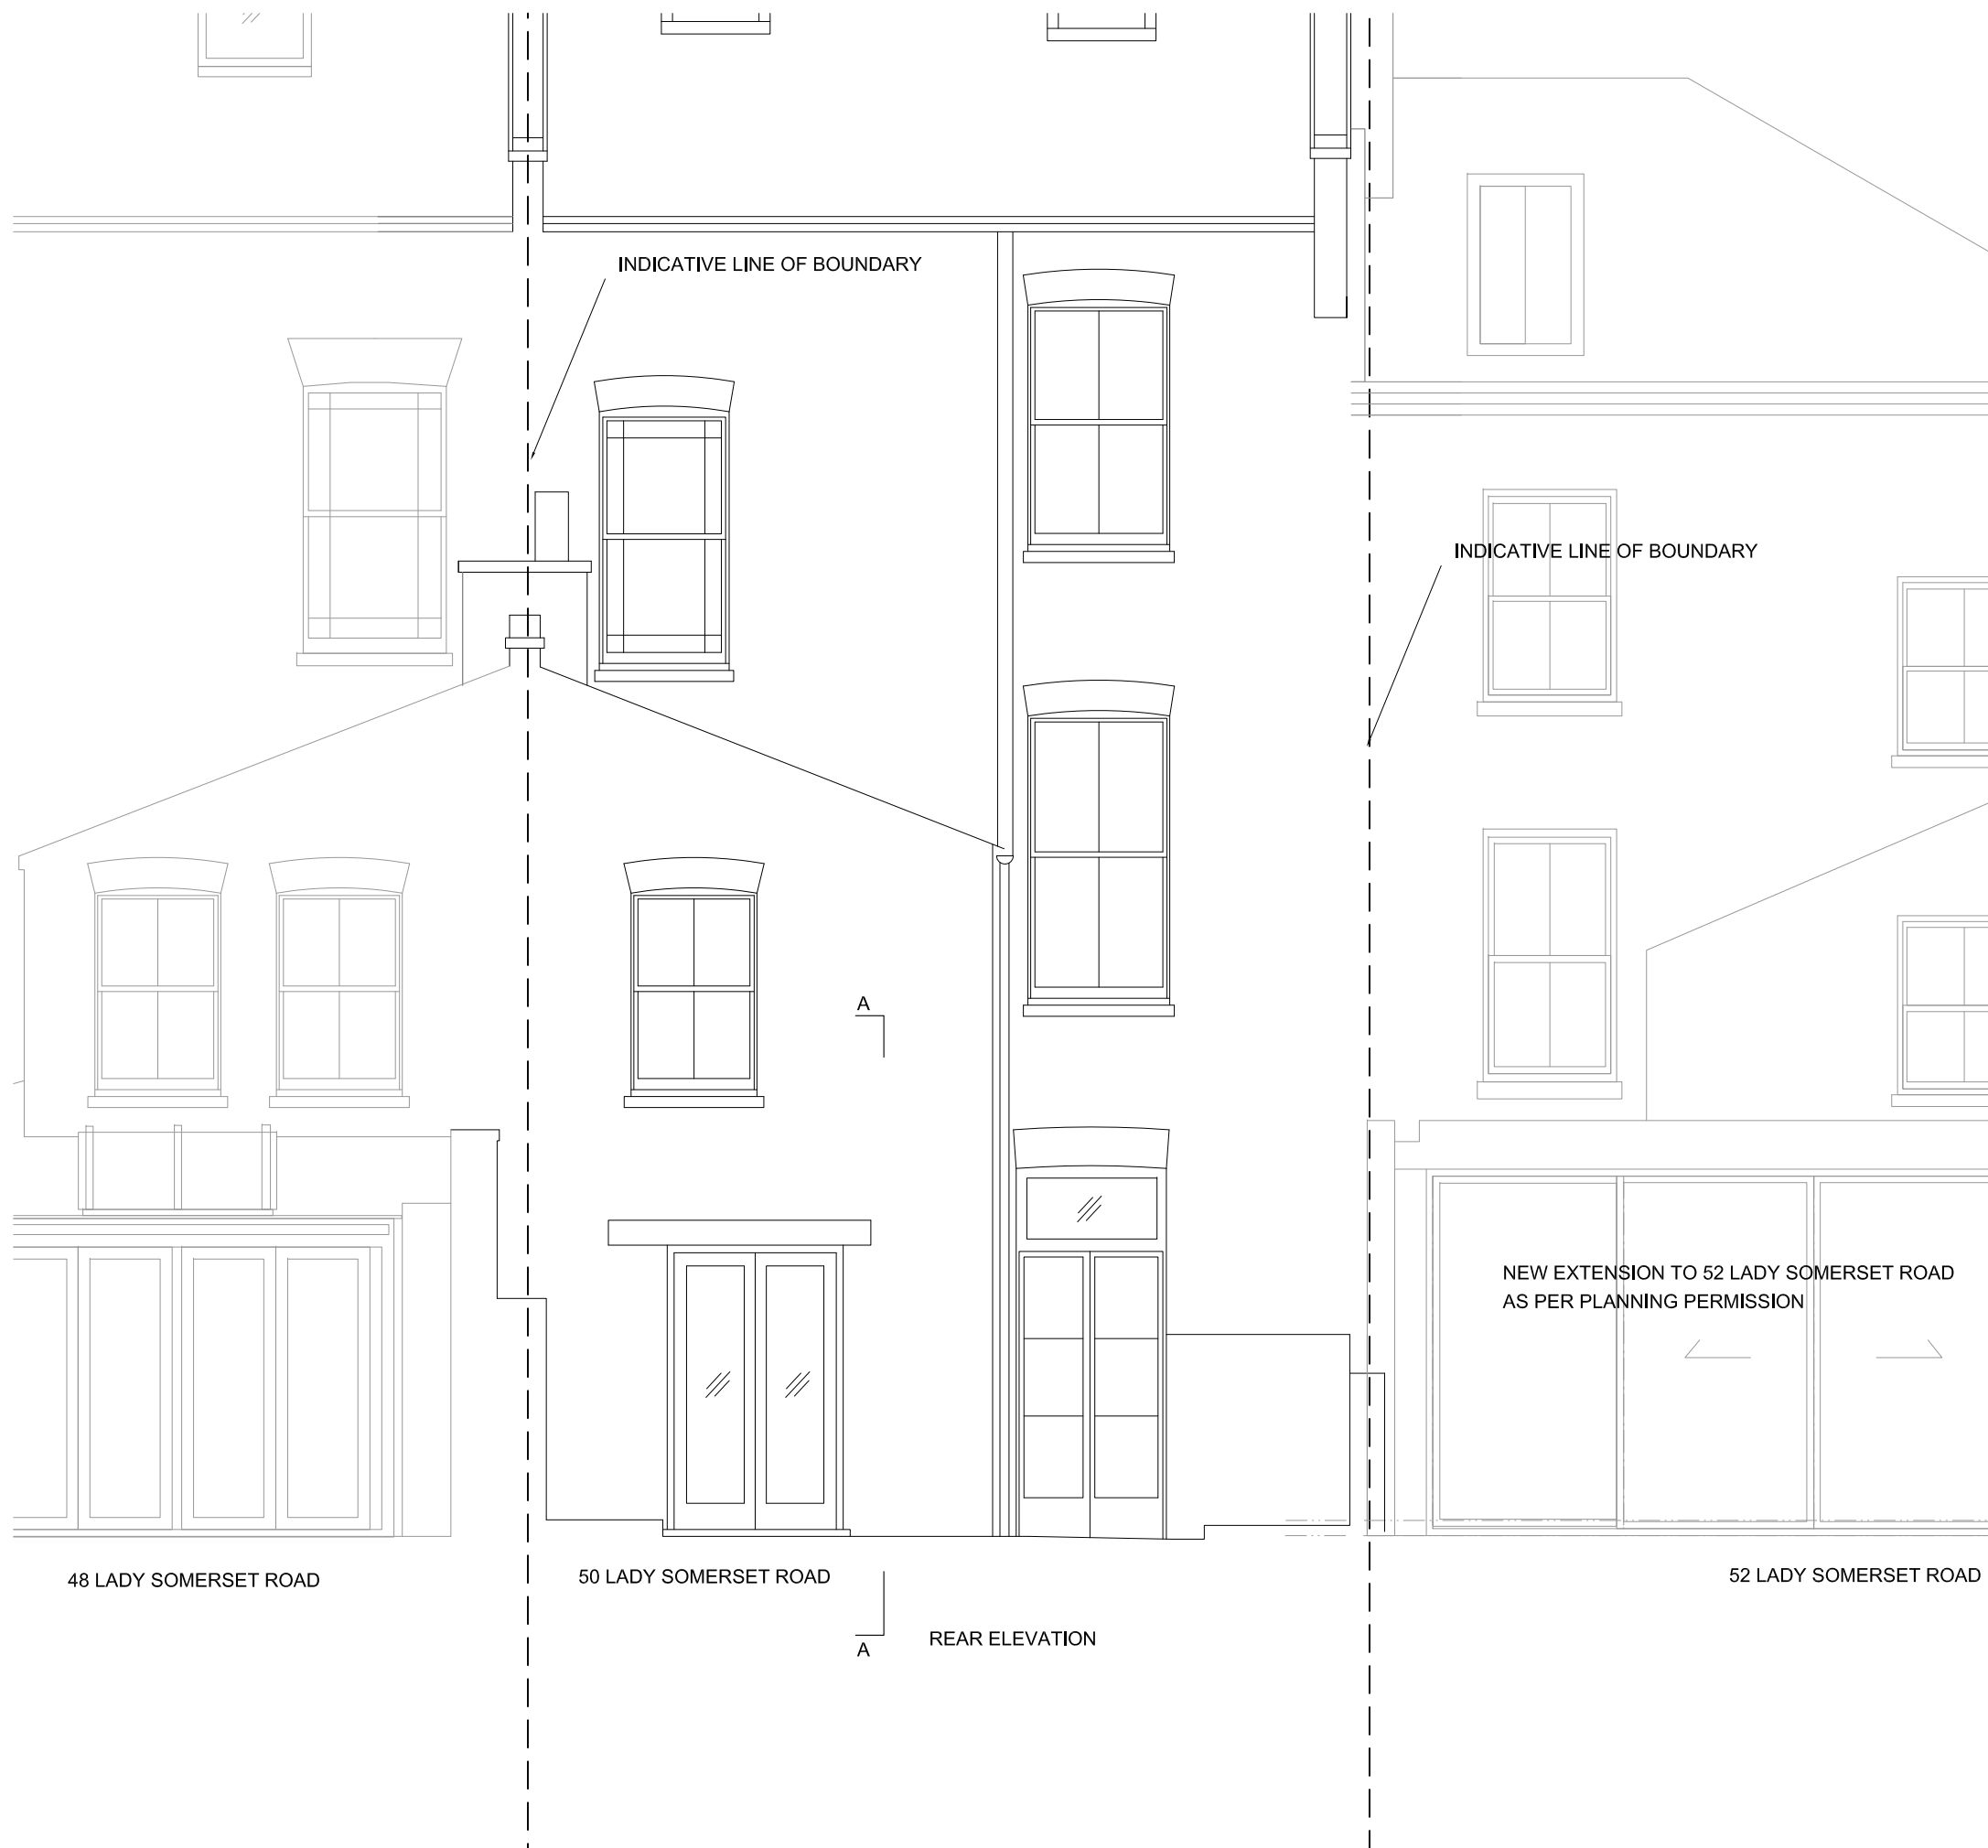 INDICATIVE LINE OF BOUNDARY
INDICATIVE LINE OF BOUNDARY
A
NEW EXTENSION TO 52 LADY SOMERSET ROAD
AS PER PLANNING PERMISSION
48 LADY SOMERSET ROAD
50 LADY SOMERSET ROAD
52 LADY SOMERSET ROAD
A
REAR ELEVATION